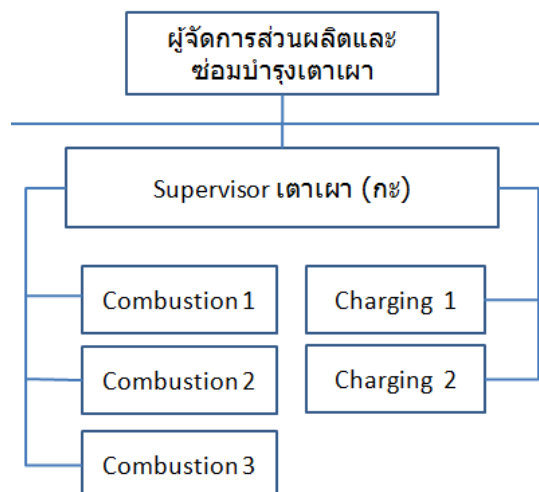 ผู้จัดการส่วนผลิตและ
ซ่อมบำรุงเตาเผา
Supervisor เตาเผา (กะ)
Combustion 1
Charging 1
Combustion 2
Charging 2
Combustion 3